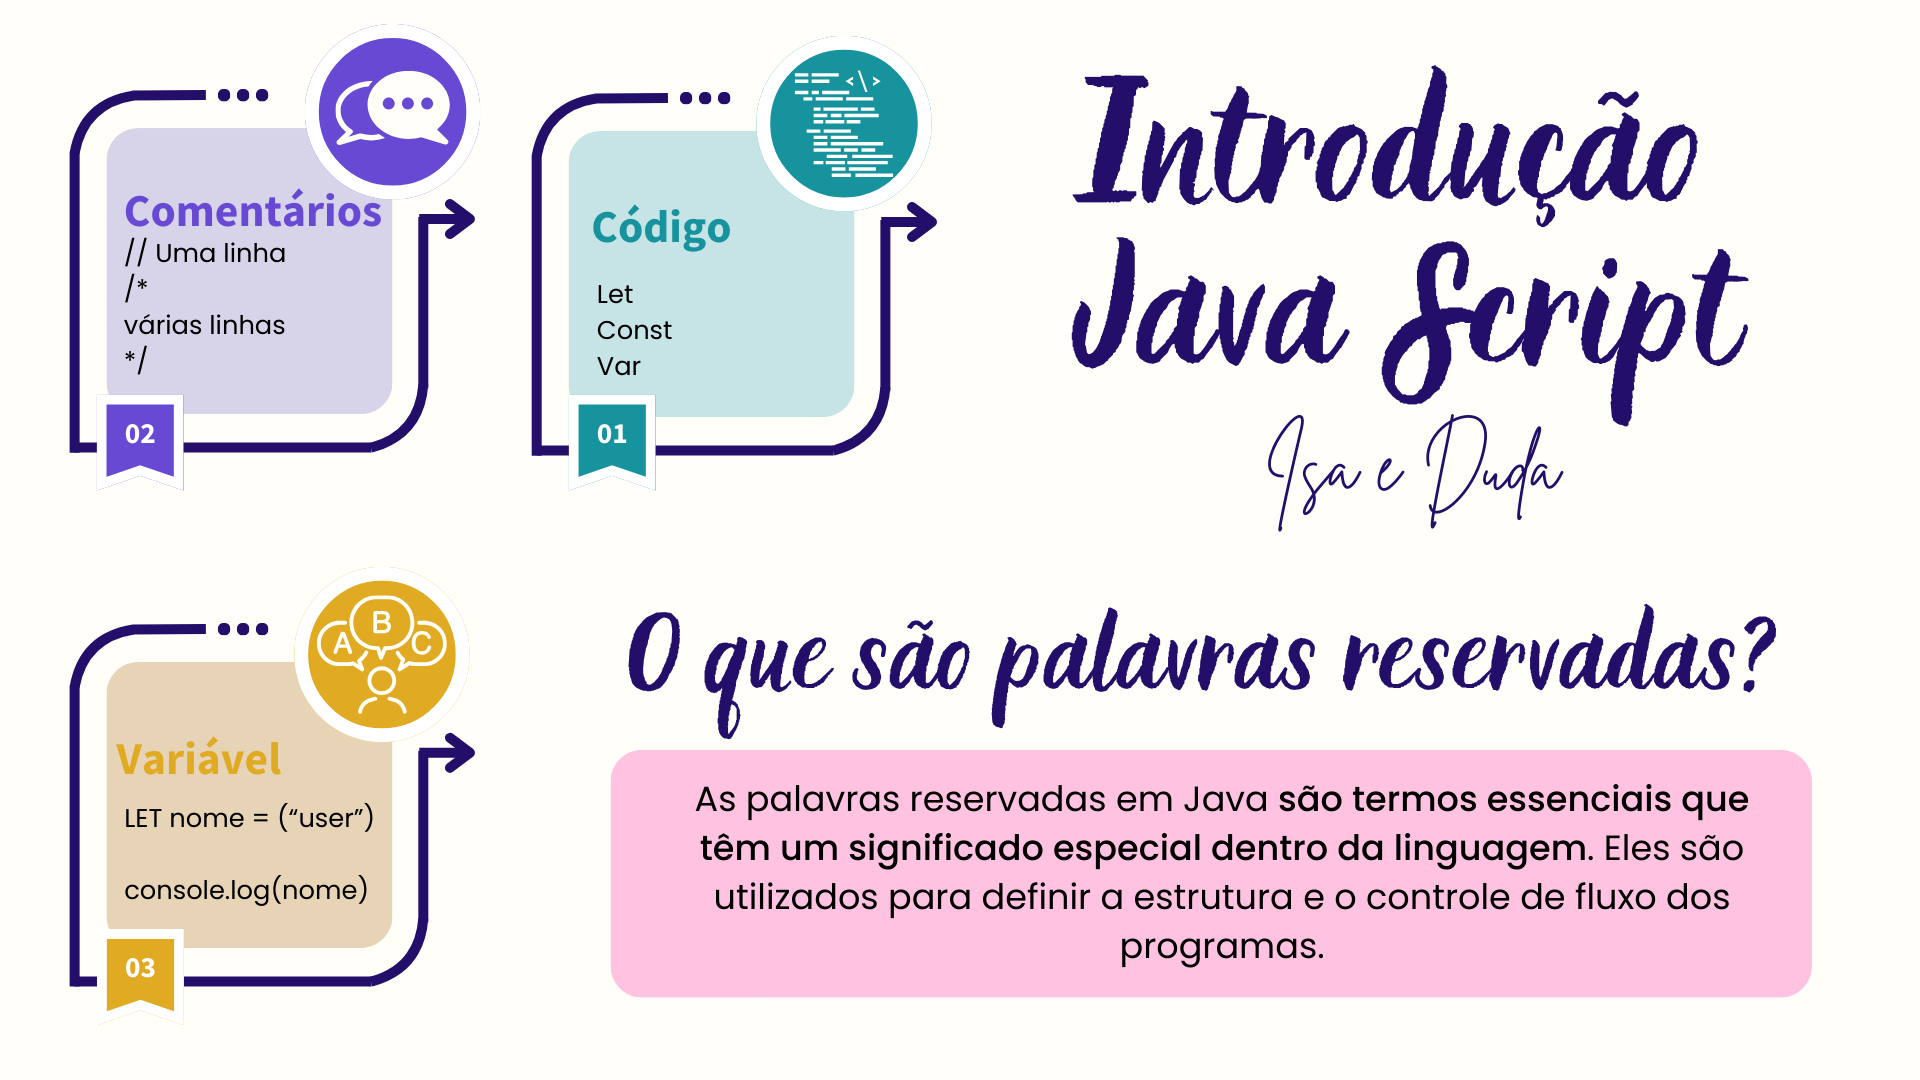 Introdução
Java Script
Isa e Duda
Comentários
// Uma linha
/*
várias linhas
*/
02
Código
Let
Const
Var
01
</>
A B C
Variável
LET nome = (“user”)
console.log(nome)
03
O que são palavras reservadas?
As palavras reservadas em Java são termos essenciais que
têm um significado especial dentro da linguagem. Eles são
utilizados para definir a estrutura e o controle de fluxo dos
programas.